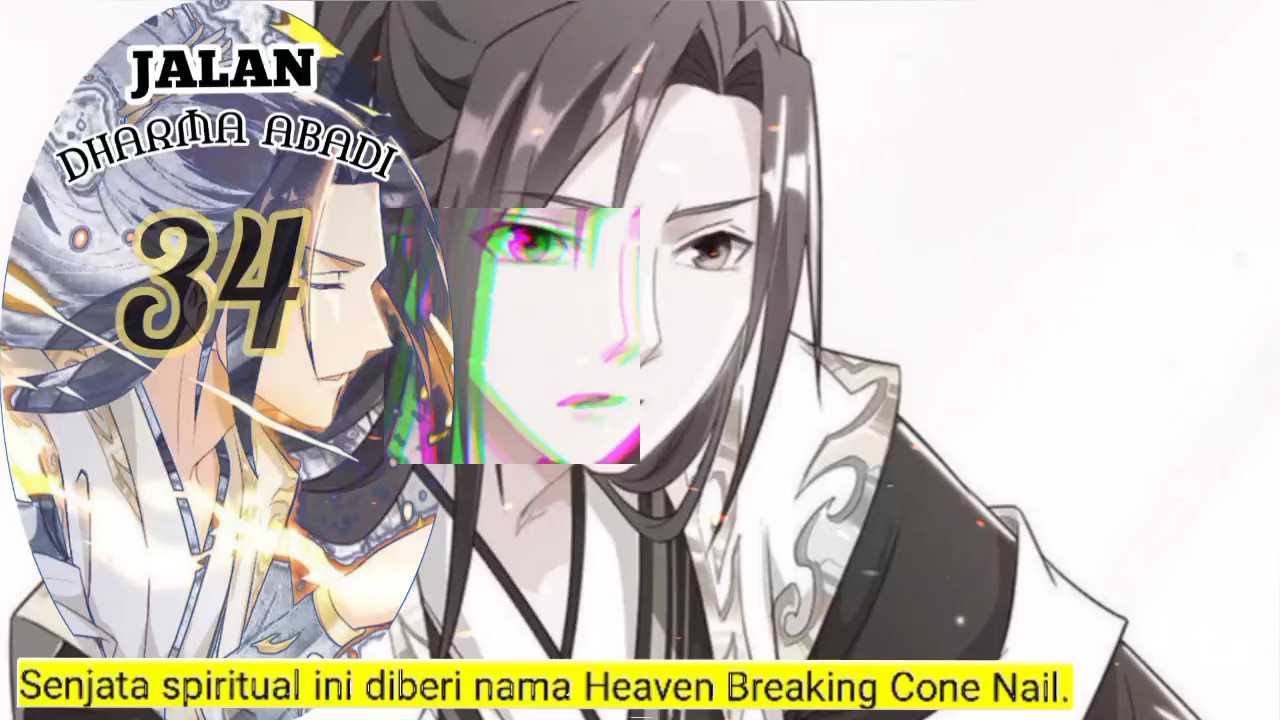 JALAN
DHARMA ABADI
34
Senjata spiritual ini diberi nama Heaven Breaking Cone Nail.